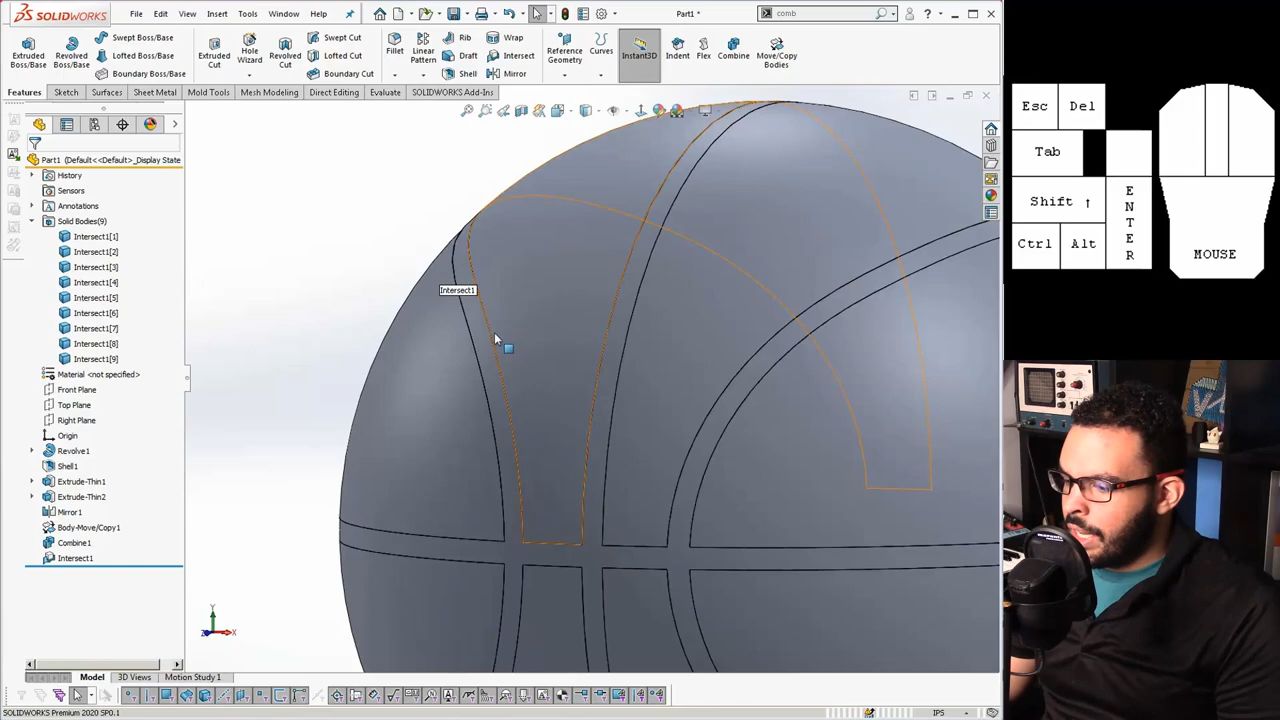 SOLIDWORKS
File
Edit
View
Insert
Tools
Window
Help
Part1 *
comb
Extruded Boss/Base
Revolved Boss/Base
Swept Boss/Base
Lofted Boss/Base
Boundary Boss/Base
Extruded Cut
Hole Wizard
Revolved Cut
Swept Cut
Lofted Cut
Boundary Cut
Fillet
Linear Pattern
Rib
Draft
Shell
Wrap
Intersect
Mirror
Reference Geometry
Curves
Instant3D
Indent
Flex
Combine
Move/Copy Bodies
Features
Sketch
Surfaces
Sheet Metal
Mold Tools
Mesh Modeling
Direct Editing
Evaluate
SOLIDWORKS Add-Ins
Part1 (Default<<Default>_Display State
History
Sensors
Annotations
Solid Bodies(9)
Intersect1[1]
Intersect1[2]
Intersect1[3]
Intersect1[4]
Intersect1[5]
Intersect1[6]
Intersect1[7]
Intersect1[8]
Intersect1[9]
Material <not specified>
Front Plane
Top Plane
Right Plane
Origin
Revolve1
Shell1
Extrude-Thin1
Extrude-Thin2
Mirror1
Body-Move/Copy1
Combine1
Intersect1
Intersect1
Y
X
Z
Model
3D Views
Motion Study 1
SOLIDWORKS Premium 2020 SP0.1
IPS
Esc
Del
Tab
Shift ↑
Ctrl
Alt
E
N
T
E
R
MOUSE